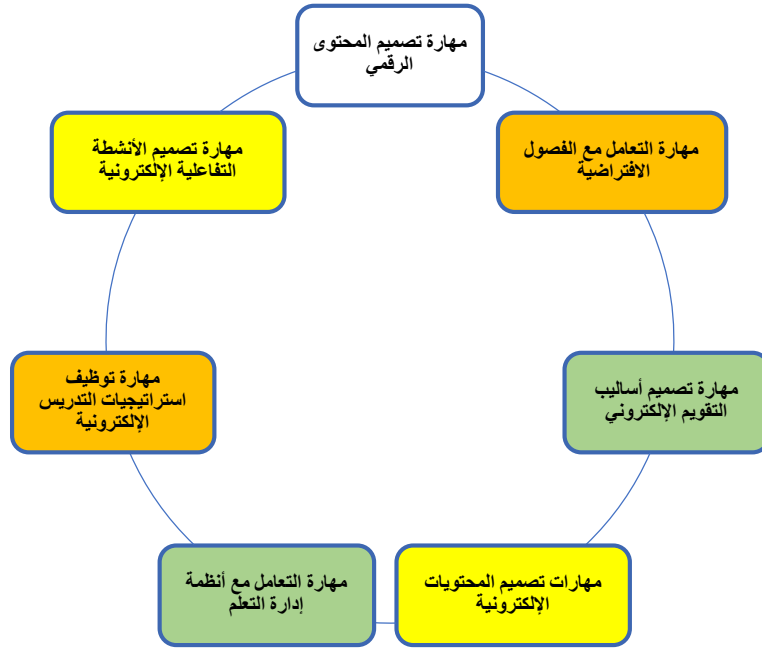 مهارة تصميم المحتوى
الرقمي
مهارة التعامل مع الفصول
الافتراضية
مهارة تصميم أساليب
التقويم الإلكتروني
مهارات تصميم المحتويات
الإلكترونية
مهارة التعامل مع أنظمة
إدارة التعلم
مهارة توظيف
استراتيجيات التدريس
الإلكترونية
مهارة تصميم الأنشطة
التفاعلية الإلكترونية